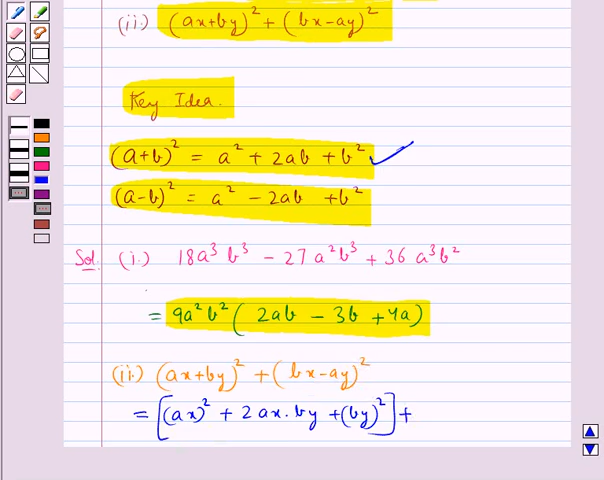 (ii) (ax+by)² + (bx-ay)²
Key Idea.
(a+b)² = a² + 2ab + b²
(a-b)² = a² - 2ab + b²
Sol. (i.) 18a³b³ - 27a²b³ + 36a³b²
= 9a²b² (2ab - 3b + 4a)
(ii.) (ax+by)² + (bx-ay)²
= [(ax)² + 2ax.by + (by)²] +